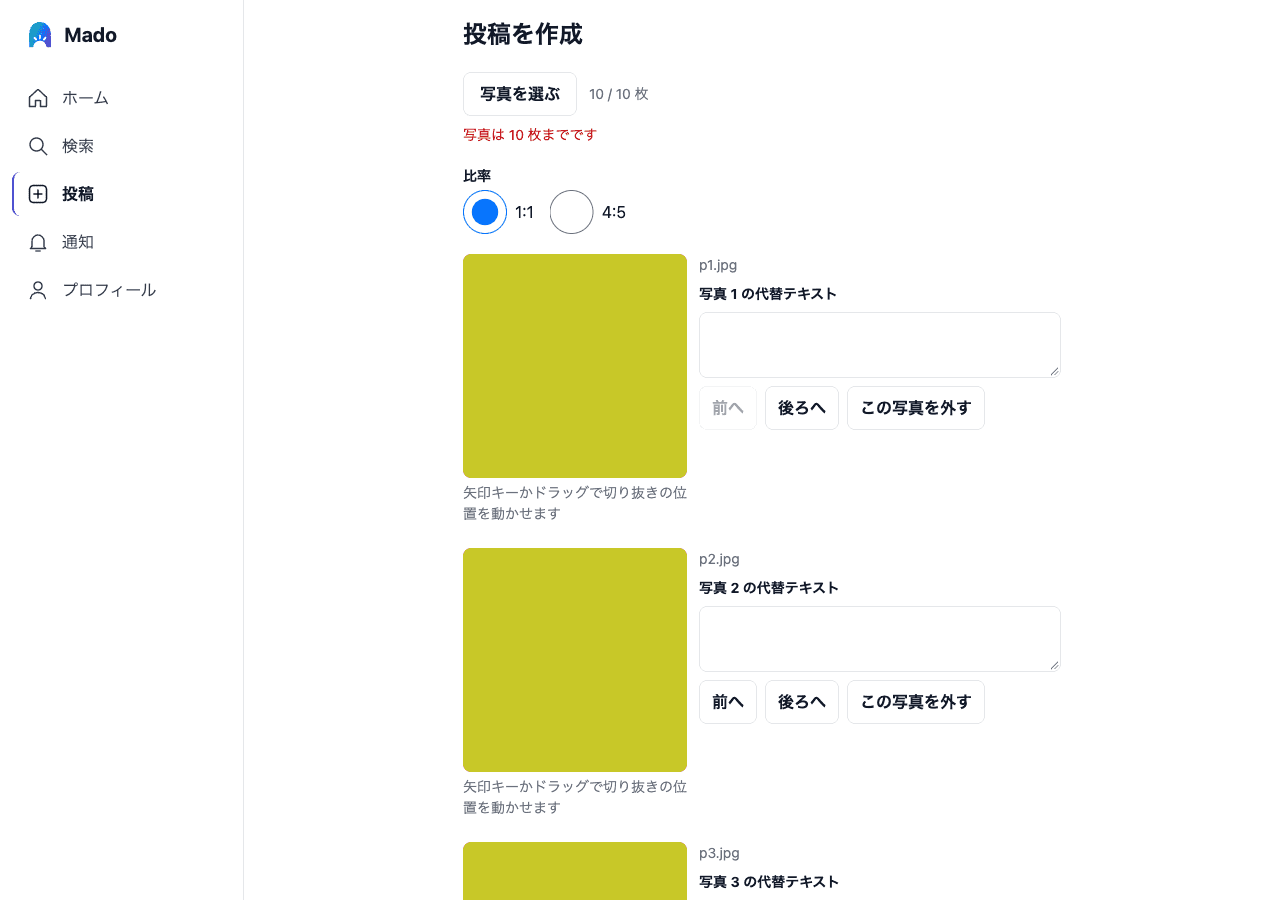 Mado
ホーム
検索
投稿
通知
プロフィール
投稿を作成
写真を選ぶ
10 / 10 枚
写真は 10 枚までです
比率
1:1
4:5
p1.jpg
写真 1 の代替テキスト
前へ
後ろへ
この写真を外す
矢印キーかドラッグで切り抜きの位
置を動かせます
p2.jpg
写真 2 の代替テキスト
前へ
後ろへ
この写真を外す
矢印キーかドラッグで切り抜きの位
置を動かせます
p3.jpg
写真 3 の代替テキスト